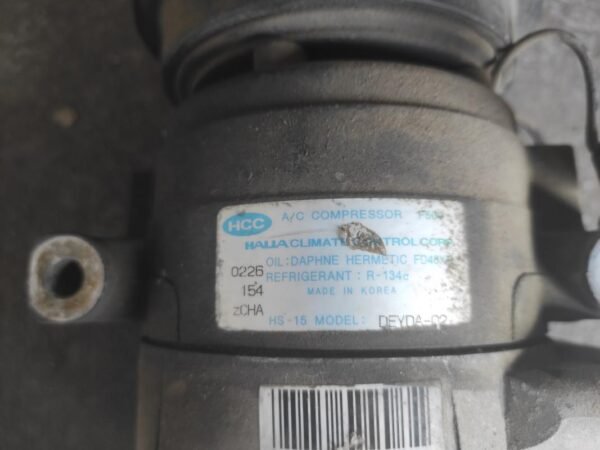 HCC
A/C COMPRESSOR
HALLA CLIMATE CONTROL CORP.
OIL: DAPHNE HERMETIC
0226
REFRIGERANT : R-134a
154
MADE IN KOREA
zCHA
HS-15 MODEL: DEYDA-02